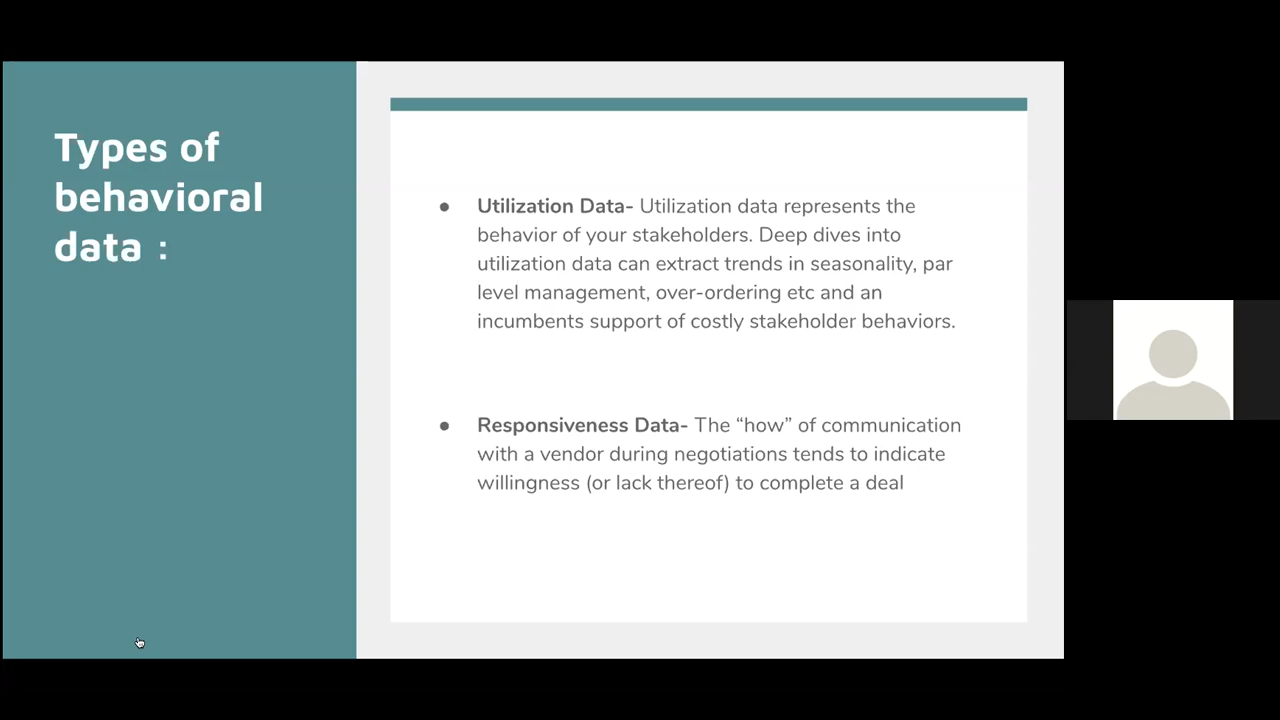 Types of
behavioral
data :
● Utilization Data- Utilization data represents the
behavior of your stakeholders. Deep dives into
utilization data can extract trends in seasonality, par
level management, over-ordering etc and an
incumbents support of costly stakeholder behaviors.
● Responsiveness Data- The “how” of communication
with a vendor during negotiations tends to indicate
willingness (or lack thereof) to complete a deal